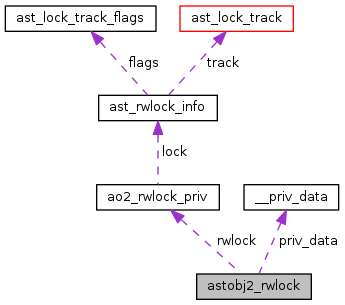 ast_lock_track_flags
ast_lock_track
flags
track
ast_rwlock_info
lock
ao2_rwlock_priv
__priv_data
rwlock
priv_data
astobj2_rwlock